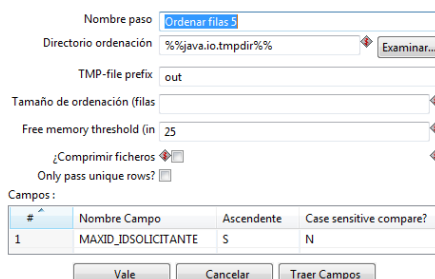 Nombre paso Ordenar filas 5
Directorio ordenación %%java.io.tmpdir%% Examinar...
TMP-file prefix out
Tamaño de ordenación (filas
Free memory threshold (in 25
¿Comprimir ficheros
Only pass unique rows?
Campos :
# Nombre Campo Ascendente Case sensitive compare?
1 MAXID_IDSOLICITANTE S N
Vale Cancelar Traer Campos